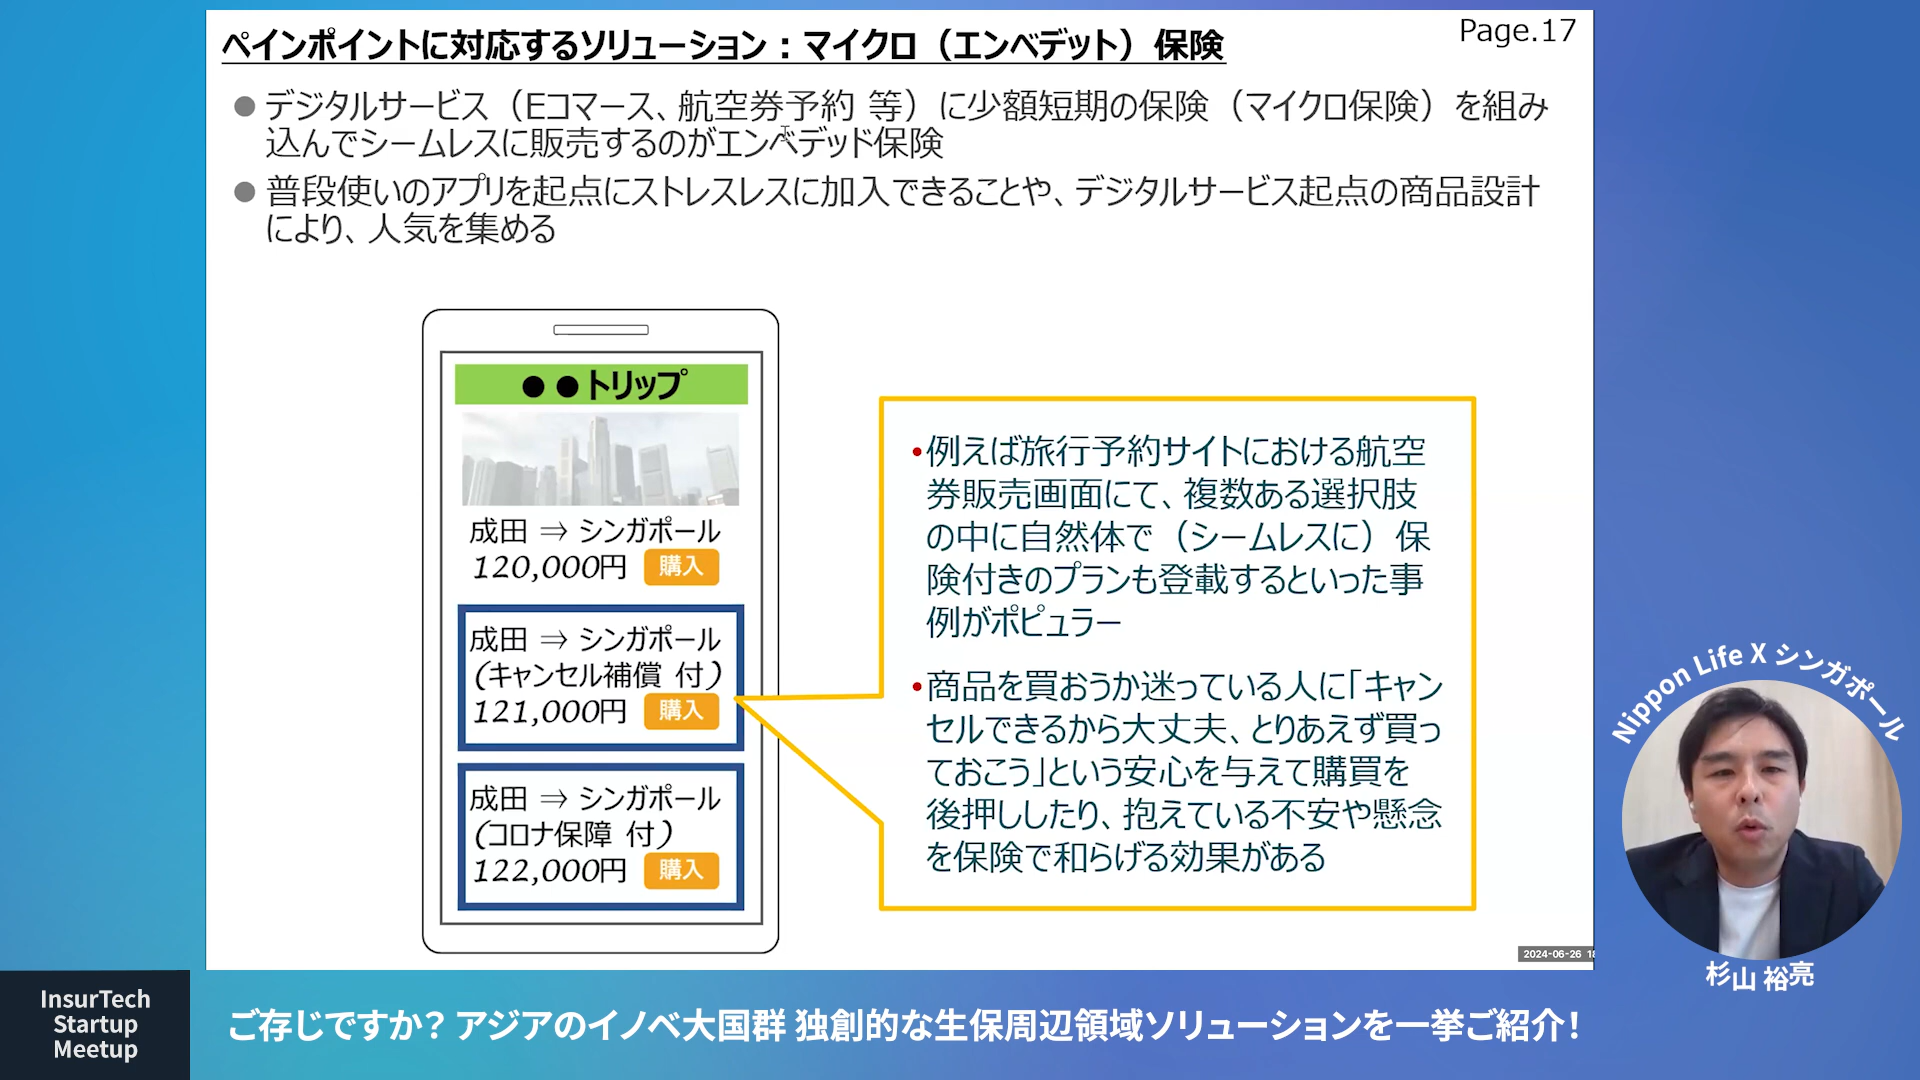 ペインポイントに対応するソリューション：マイクロ（エンベデット）保険
Page.17
● デジタルサービス（Eコマース、航空券予約 等）に少額短期の保険（マイクロ保険）を組み
込んでシームレスに販売するのがエンベデッド保険
● 普段使いのアプリを起点にストレスレスに加入できることや、デジタルサービス起点の商品設計
により、人気を集める
●●トリップ
成田 ⇒ シンガポール
120,000円 購入
成田 ⇒ シンガポール
（キャンセル補償 付）
121,000円 購入
成田 ⇒ シンガポール
（コロナ保障 付）
122,000円 購入
•例えば旅行予約サイトにおける航空
券販売画面にて、複数ある選択肢
の中に自然体で（シームレスに）保
険付きのプランも登載するといった事
例がポピュラー
•商品を買おうか迷っている人に「キャン
セルできるから大丈夫、とりあえず買っ
ておこう」という安心を与えて購買を
後押ししたり、抱えている不安や懸念
を保険で和らげる効果がある
2024-06-26
Nippon Life X シンガポール
杉山 裕亮
InsurTech
Startup
Meetup
ご存じですか？ アジアのイノベ大国群 独創的な生保周辺領域ソリューションを一挙ご紹介！